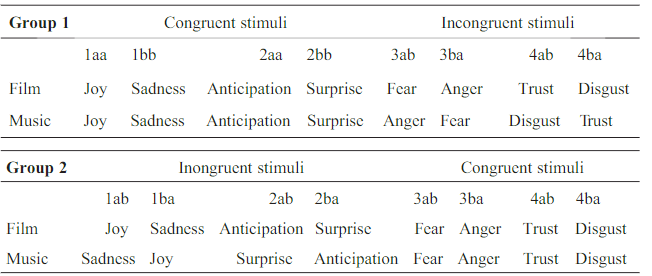 Group 1 Congruent stimuli Incongruent stimuli
1aa 1bb 2aa 2bb 3ab 3ba 4ab 4ba
Film Joy Sadness Anticipation Surprise Fear Anger Trust Disgust
Music Joy Sadness Anticipation Surprise Anger Fear Disgust Trust
Group 2 Inongruent stimuli Congruent stimuli
1ab 1ba 2ab 2ba 3ab 3ba 4ab 4ba
Film Joy Sadness Anticipation Surprise Fear Anger Trust Disgust
Music Sadness Joy Surprise Anticipation Fear Anger Trust Disgust